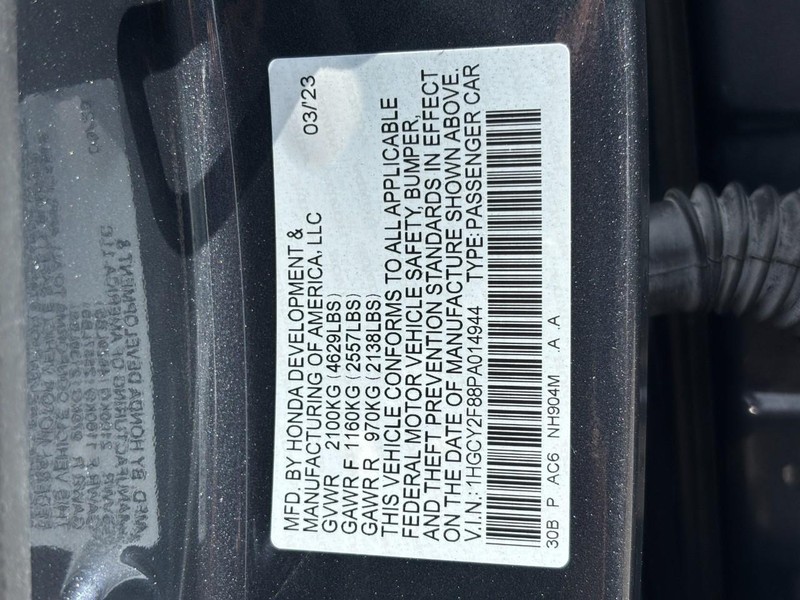 MFD. BY HONDA DEVELOPMENT &
MANUFACTURING OF AMERICA, LLC 03/'23
GVWR 2100KG (4629LBS)
GAWR F 1160KG (2557LBS)
GAWR R 970KG (2138LBS)
THIS VEHICLE CONFORMS TO ALL APPLICABLE
FEDERAL MOTOR VEHICLE SAFETY, BUMPER,
AND THEFT PREVENTION STANDARDS IN EFFECT
ON THE DATE OF MANUFACTURE SHOWN ABOVE.
V.I.N.: 1HGCY2F88PA014944 TYPE: PASSENGER CAR
30B P AC6 NH904M .A .A